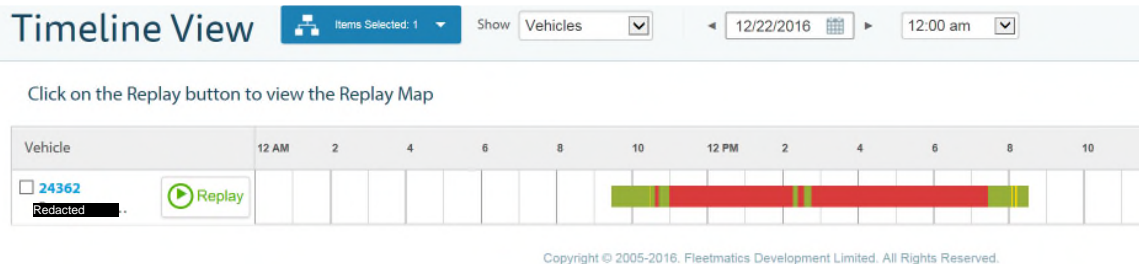 Timeline View Items Selected: 1 Show Vehicles 12/22/2016 12:00 am
Click on the Replay button to view the Replay Map
Vehicle 12 AM 2 4 6 8 10 12 PM 2 4 6 8 10
24362 Replay
Redacted ..
Copyright © 2005-2016. Fleetmatics Development Limited. All Rights Reserved.